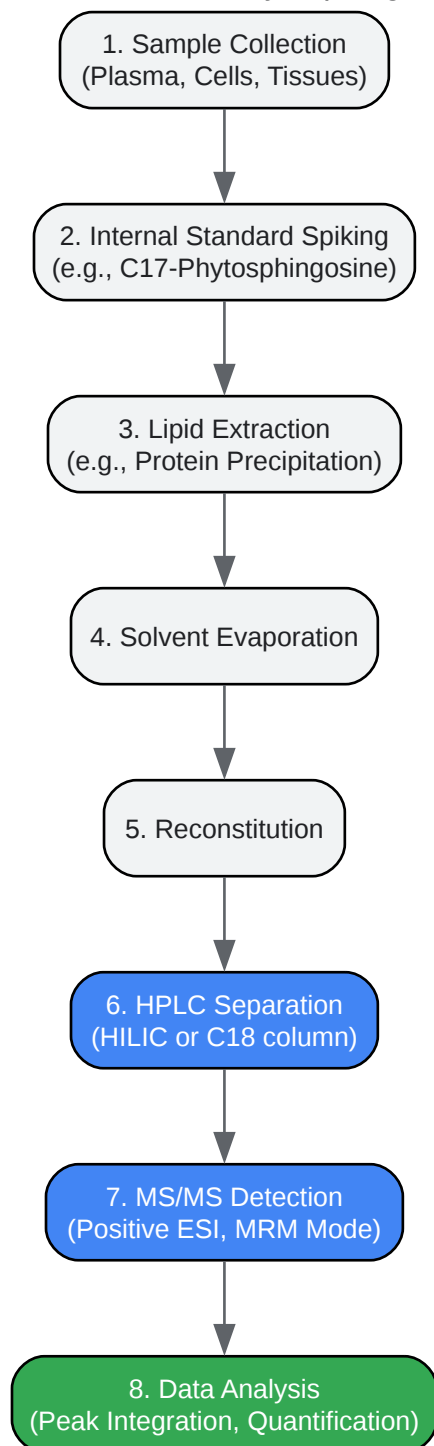 1. Sample Collection
(Plasma, Cells, Tissues)
2. Internal Standard Spiking
(e.g., C17-Phytosphingosine)
3. Lipid Extraction
(e.g., Protein Precipitation)
4. Solvent Evaporation
5. Reconstitution
6. HPLC Separation
(HILIC or C18 column)
7. MS/MS Detection
(Positive ESI, MRM Mode)
8. Data Analysis
(Peak Integration, Quantification)